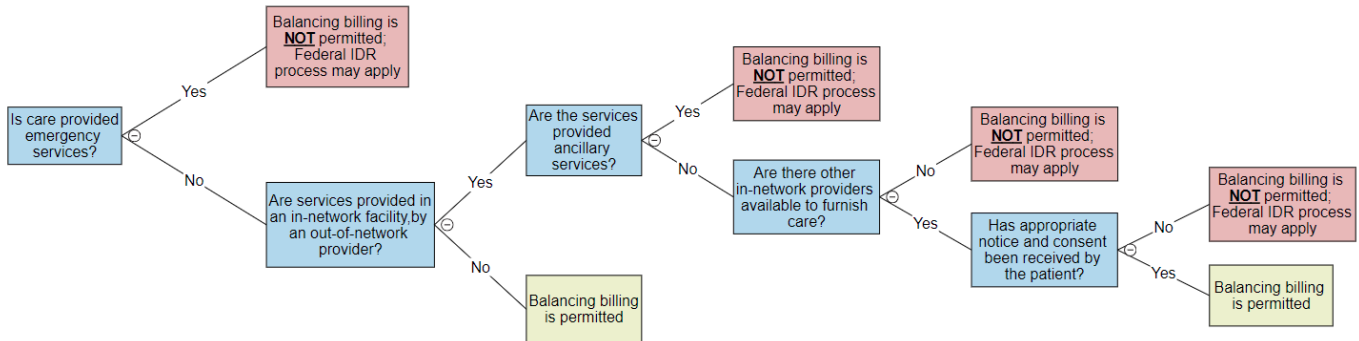 Is care provided
emergency
services?
Yes
Balancing billing is
NOT permitted;
Federal IDR
process may apply
No
Are services provided in
an in-network facility,by
an out-of-network
provider?
Yes
Are the services
provided
ancillary
services?
Yes
Balancing billing is
NOT permitted;
Federal IDR process
may apply
No
Are there other
in-network providers
available to furnish
care?
No
Balancing billing is
NOT permitted;
Federal IDR process
may apply
Yes
Has appropriate
notice and consent
been received by
the patient?
No
Balancing billing is
NOT permitted;
Federal IDR process
may apply
Yes
Balancing billing
is permitted
No
Balancing billing
is permitted